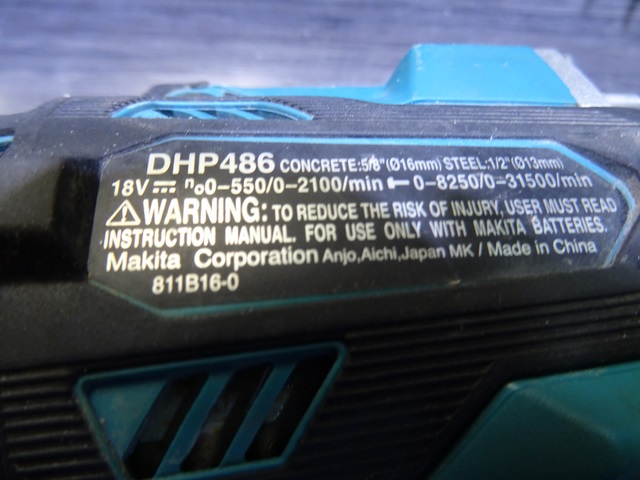 DHP486 CONCRETE:5/8"(Ø16mm) STEEL:1/2"(Ø13mm)
18V⎓ n₀0-550/0-2100/min 0-8250/0-31500/min
⚠WARNING: TO REDUCE THE RISK OF INJURY, USER MUST READ
INSTRUCTION MANUAL. FOR USE ONLY WITH MAKITA BATTERIES.
Makita Corporation Anjo,Aichi,Japan MK / Made in China
811B16-0